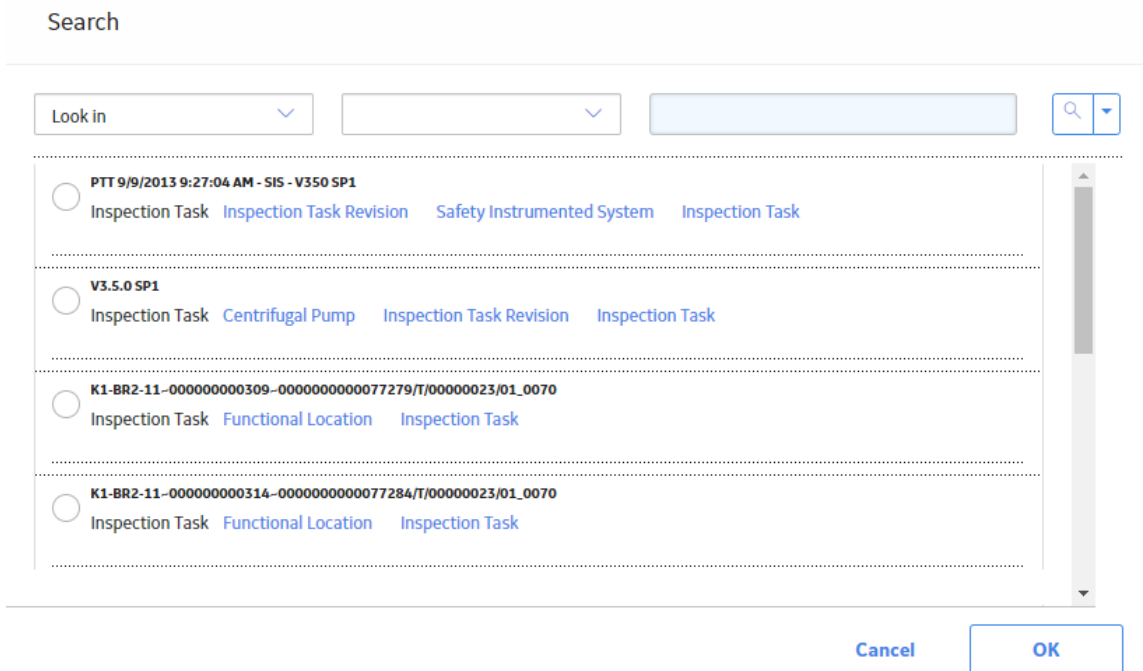 Search
Look in
PTT 9/9/2013 9:27:04 AM - SIS - V350 SP1
Inspection Task Inspection Task Revision Safety Instrumented System Inspection Task
V3.5.0 SP1
Inspection Task Centrifugal Pump Inspection Task Revision Inspection Task
K1-BR2-11~000000000309~0000000000077279/T/00000023/01_0070
Inspection Task Functional Location Inspection Task
K1-BR2-11~000000000314~0000000000077284/T/00000023/01_0070
Inspection Task Functional Location Inspection Task
Cancel OK